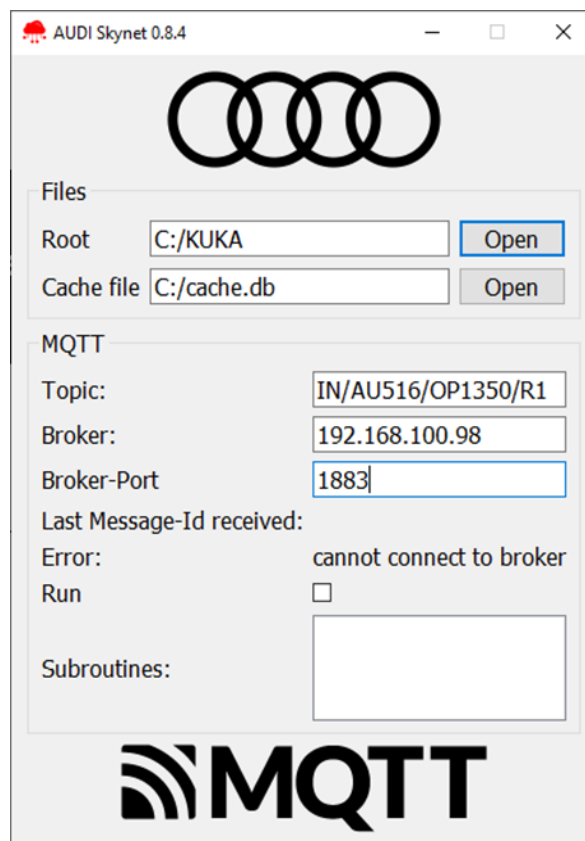 AUDI Skynet 0.8.4
Files
Root C:/KUKA Open
Cache file C:/cache.db Open
MQTT
Topic: IN/AU516/OP1350/R1
Broker: 192.168.100.98
Broker-Port 1883
Last Message-Id received:
Error: cannot connect to broker
Run
Subroutines:
MQTT